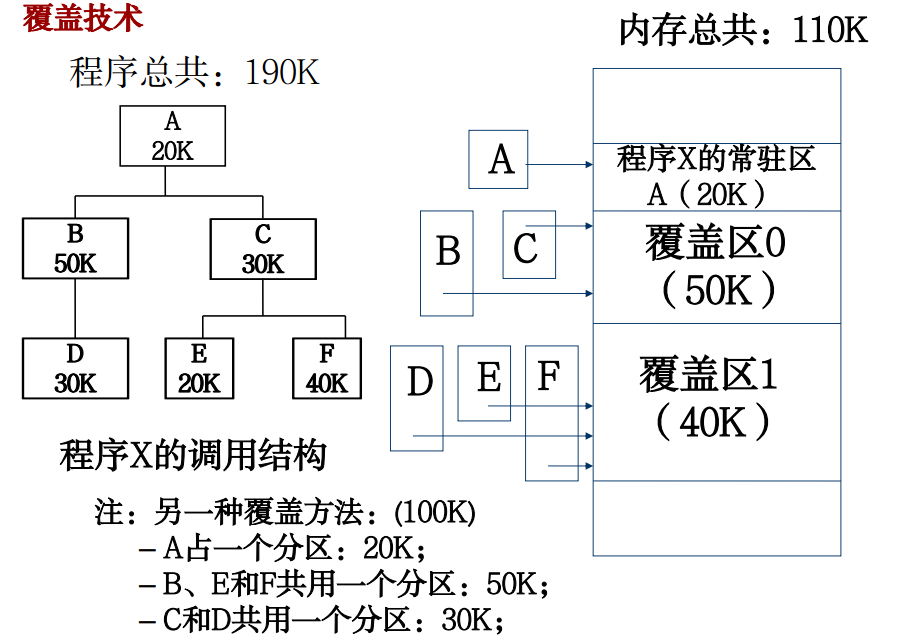 覆盖技术
程序总共：190K
A
20K
B
50K
C
30K
D
30K
E
20K
F
40K
程序X的调用结构
内存总共：110K
A
程序X的常驻区
A（20K）
B
C
覆盖区0
（50K）
D
E
F
覆盖区1
（40K）
注：另一种覆盖方法：(100K)
– A占一个分区：20K；
– B、E和F共用一个分区：50K；
– C和D共用一个分区：30K；